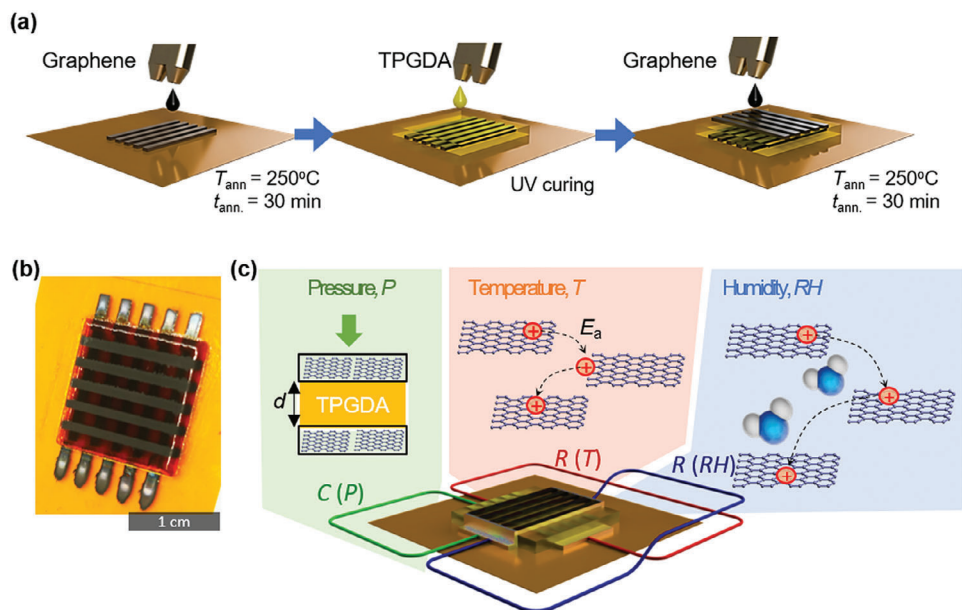 (a)
Graphene
TPGDA
Graphene
Tann = 250ºC
tann. = 30 min
UV curing
Tann = 250ºC
tann. = 30 min
(b)
1 cm
(c)
Pressure, P
d
TPGDA
C (P)
Temperature, T
Ea
R (T)
Humidity, RH
R (RH)